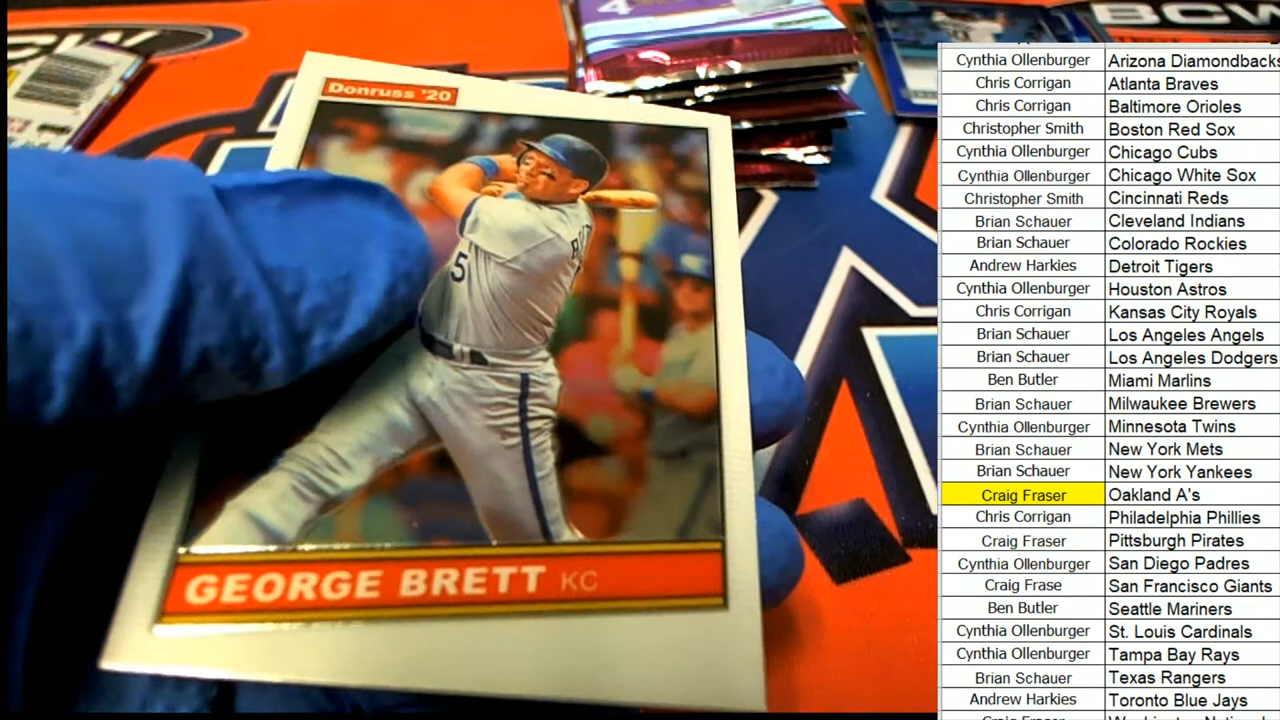 BCW
4
BCW
Donruss '20
5
GEORGE BRETT KC
Cynthia Ollenburger Arizona Diamondbacks
Chris Corrigan Atlanta Braves
Chris Corrigan Baltimore Orioles
Christopher Smith Boston Red Sox
Cynthia Ollenburger Chicago Cubs
Cynthia Ollenburger Chicago White Sox
Christopher Smith Cincinnati Reds
Brian Schauer Cleveland Indians
Brian Schauer Colorado Rockies
Andrew Harkies Detroit Tigers
Cynthia Ollenburger Houston Astros
Chris Corrigan Kansas City Royals
Brian Schauer Los Angeles Angels
Brian Schauer Los Angeles Dodgers
Ben Butler Miami Marlins
Brian Schauer Milwaukee Brewers
Cynthia Ollenburger Minnesota Twins
Brian Schauer New York Mets
Brian Schauer New York Yankees
Craig Fraser Oakland A's
Chris Corrigan Philadelphia Phillies
Craig Fraser Pittsburgh Pirates
Cynthia Ollenburger San Diego Padres
Craig Frase San Francisco Giants
Ben Butler Seattle Mariners
Cynthia Ollenburger St. Louis Cardinals
Cynthia Ollenburger Tampa Bay Rays
Brian Schauer Texas Rangers
Andrew Harkies Toronto Blue Jays